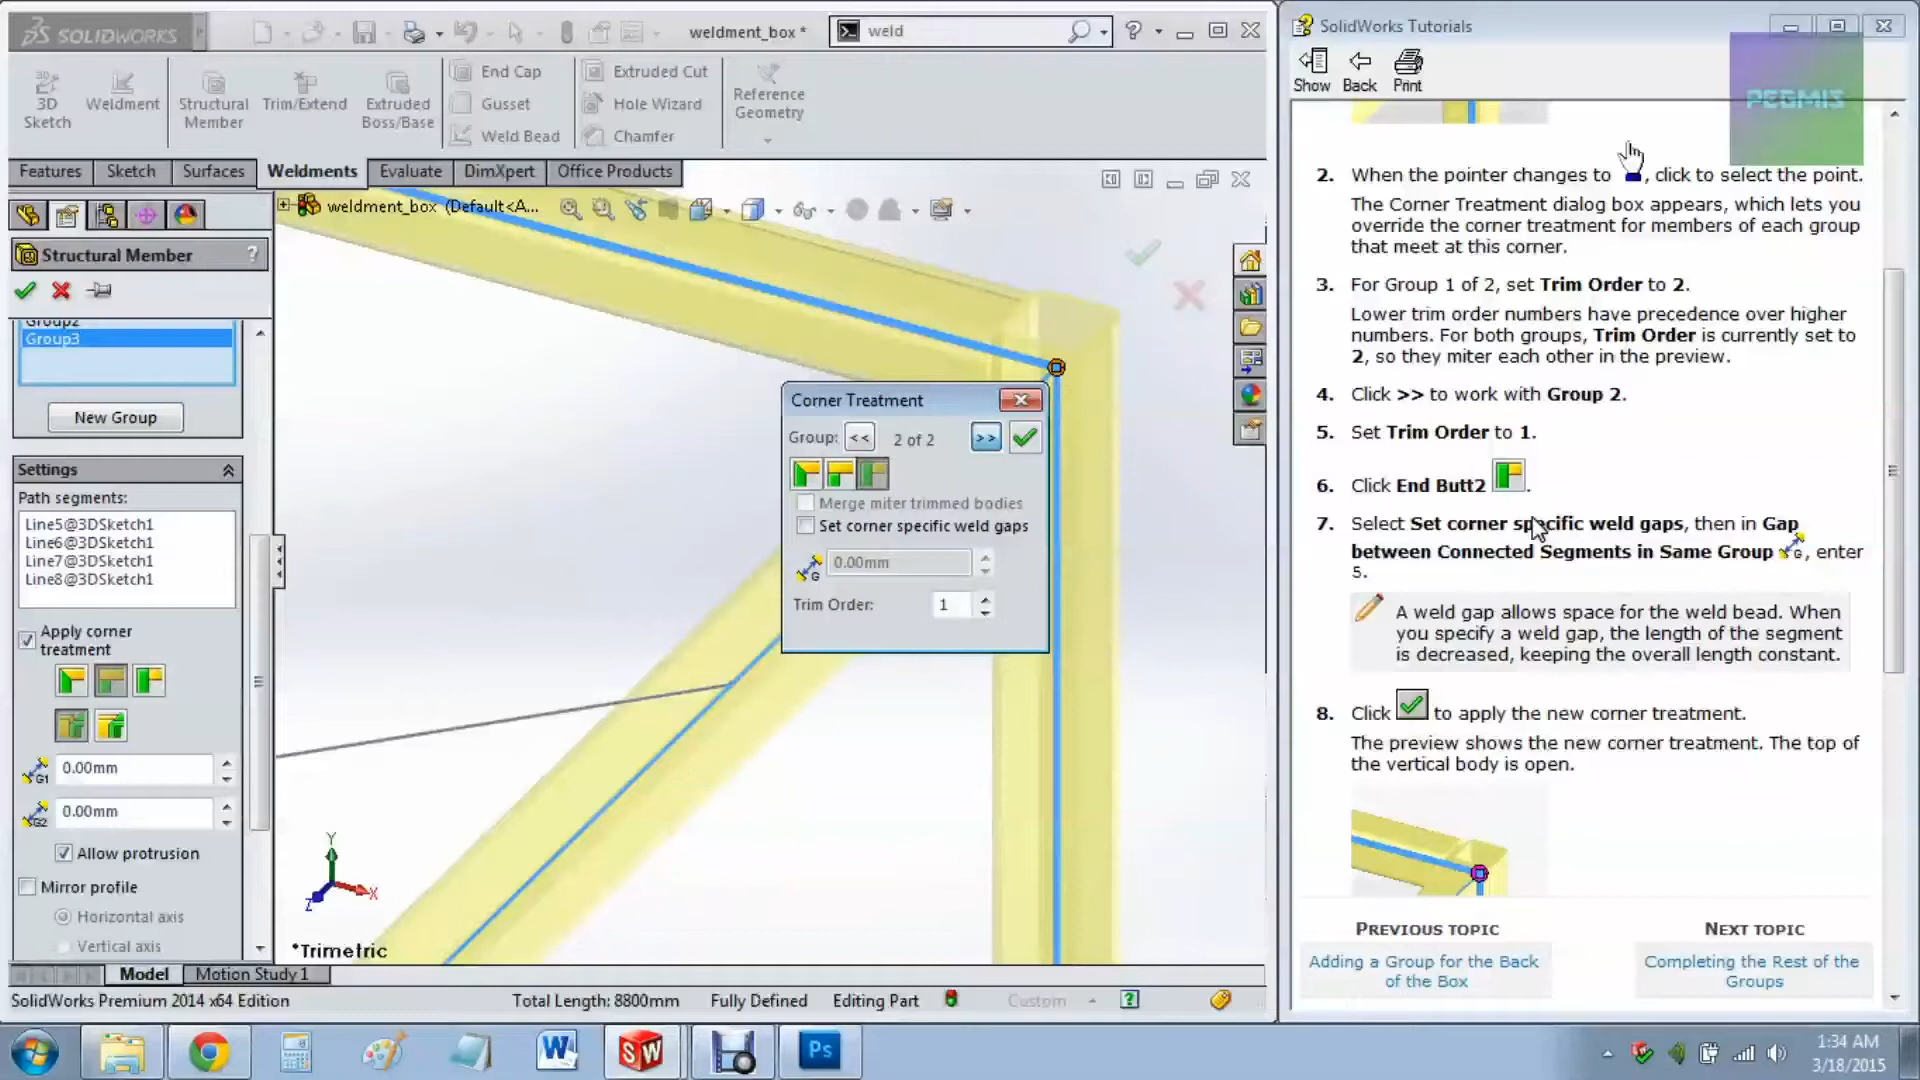 SOLIDWORKS
weldment_box *
weld
3D Sketch
Weldment
Structural Member
Trim/Extend
Extruded Boss/Base
End Cap
Gusset
Weld Bead
Extruded Cut
Hole Wizard
Chamfer
Reference Geometry
Features
Sketch
Surfaces
Weldments
Evaluate
DimXpert
Office Products
weldment_box (Default<A...
Structural Member
?
Group2
Group3
New Group
Settings
Path segments:
Line5@3DSketch1
Line6@3DSketch1
Line7@3DSketch1
Line8@3DSketch1
Apply corner
treatment
G1
0.00mm
G2
0.00mm
Allow protrusion
Mirror profile
Horizontal axis
Vertical axis
Corner Treatment
Group: << 2 of 2 >>
Merge miter trimmed bodies
Set corner specific weld gaps
G
0.00mm
Trim Order: 1
Y
X
Z
*Trimetric
Model
Motion Study 1
SolidWorks Premium 2014 x64 Edition
Total Length: 8800mm
Fully Defined
Editing Part
Custom
?
SolidWorks Tutorials
Show
Back
Print
PEGMIS
2. When the pointer changes to , click to select the point.
The Corner Treatment dialog box appears, which lets you
override the corner treatment for members of each group
that meet at this corner.
3. For Group 1 of 2, set Trim Order to 2.
Lower trim order numbers have precedence over higher
numbers. For both groups, Trim Order is currently set to
2, so they miter each other in the preview.
4. Click >> to work with Group 2.
5. Set Trim Order to 1.
6. Click End Butt2 .
7. Select Set corner specific weld gaps, then in Gap
between Connected Segments in Same Group G, enter
5.
A weld gap allows space for the weld bead. When
you specify a weld gap, the length of the segment
is decreased, keeping the overall length constant.
8. Click to apply the new corner treatment.
The preview shows the new corner treatment. The top of
the vertical body is open.
PREVIOUS TOPIC
Adding a Group for the Back
of the Box
NEXT TOPIC
Completing the Rest of the
Groups
W
SW
Ps
1:34 AM
3/18/2015